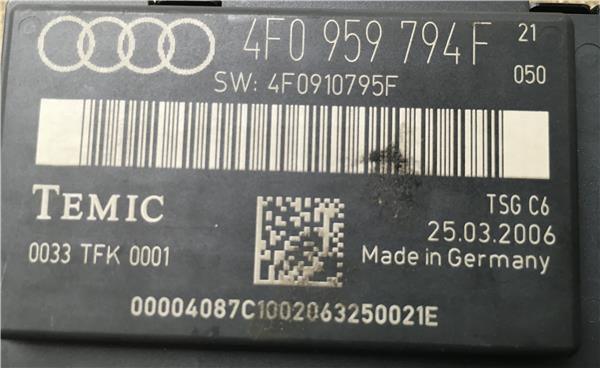 4F0 959 794 F 21
SW: 4F0910795F 050
TEMIC
TSG C6
25.03.2006
0033 TFK 0001
Made in Germany
00004087C1002063250021E